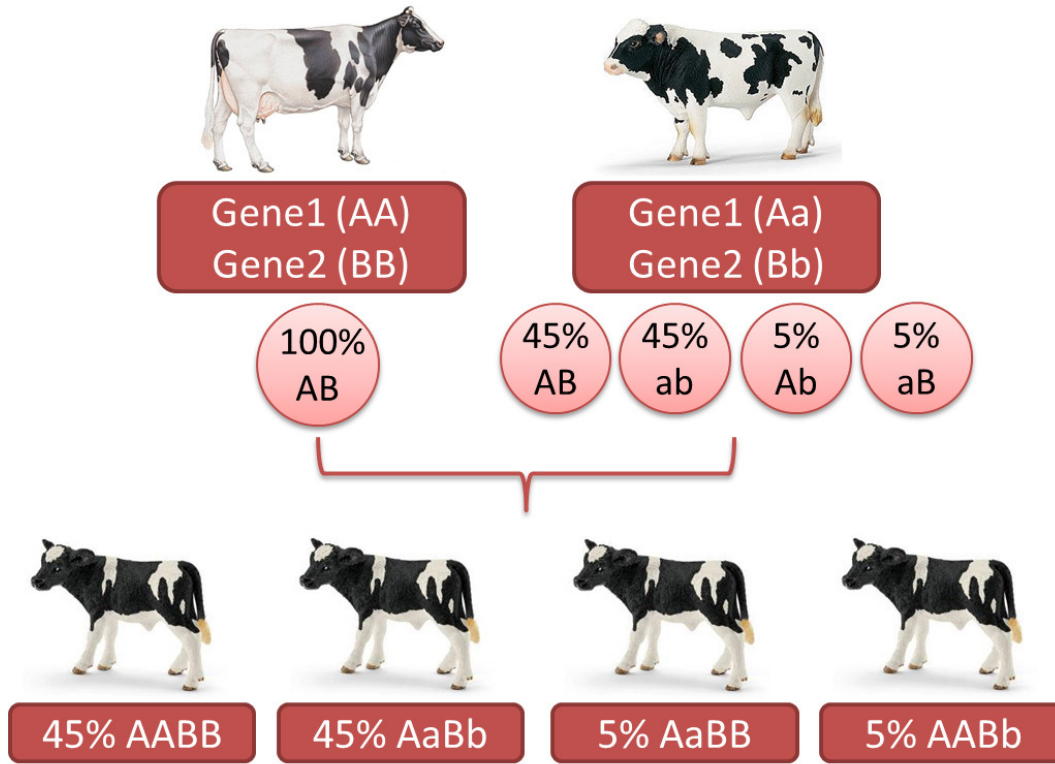 Gene1 (AA)
Gene2 (BB)
Gene1 (Aa)
Gene2 (Bb)
100%
AB
45%
AB
45%
ab
5%
Ab
5%
aB
45% AABB
45% AaBb
5% AaBB
5% AABb